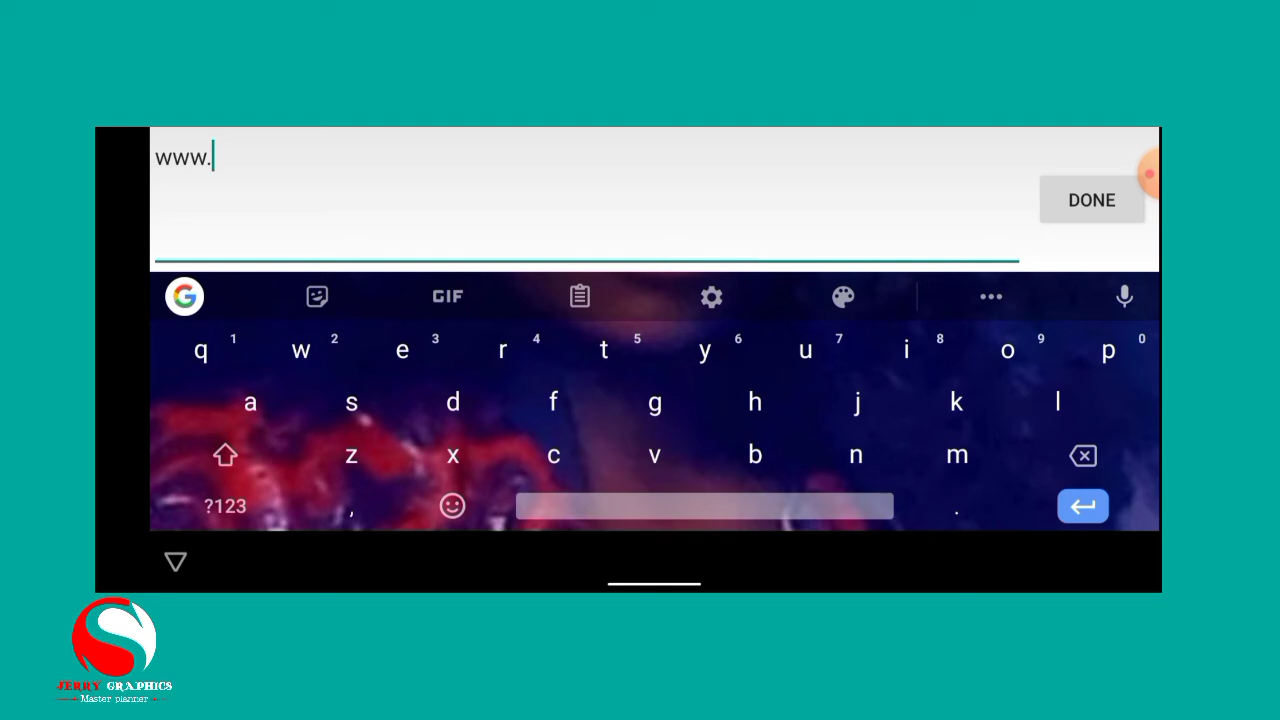 www.
DONE
G GIF
q 1 w 2 e 3 r 4 t 5 y 6 u 7 i 8 o 9 p 0
a s d f g h j k l
z x c v b n m
?123 , .
JERRY GRAPHICS
Master planner